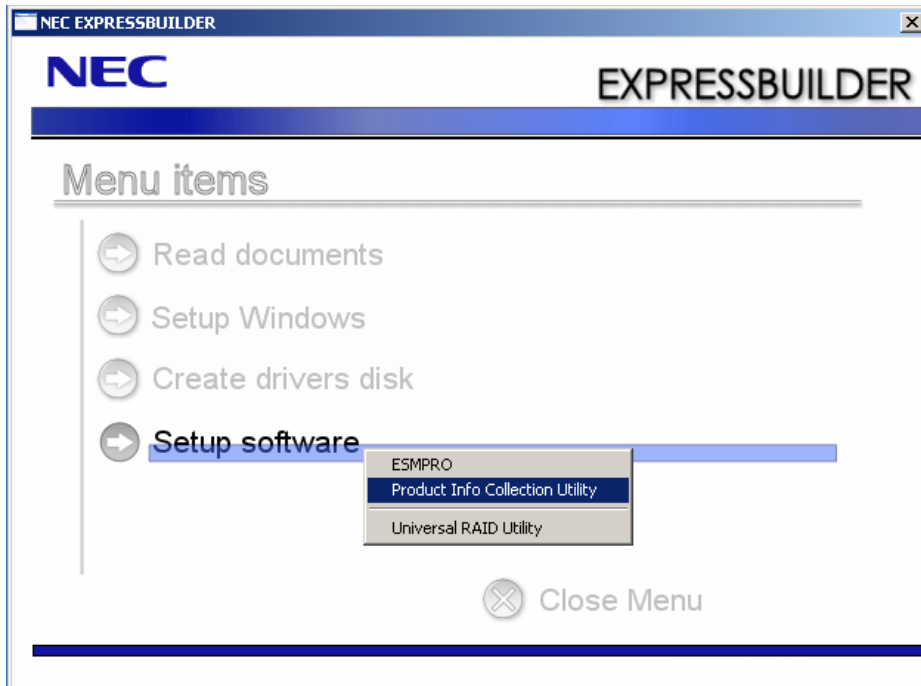 NEC EXPRESSBUILDER
NEC
EXPRESSBUILDER
Menu items
Read documents
Setup Windows
Create drivers disk
Setup software
ESMPRO
Product Info Collection Utility
Universal RAID Utility
Close Menu